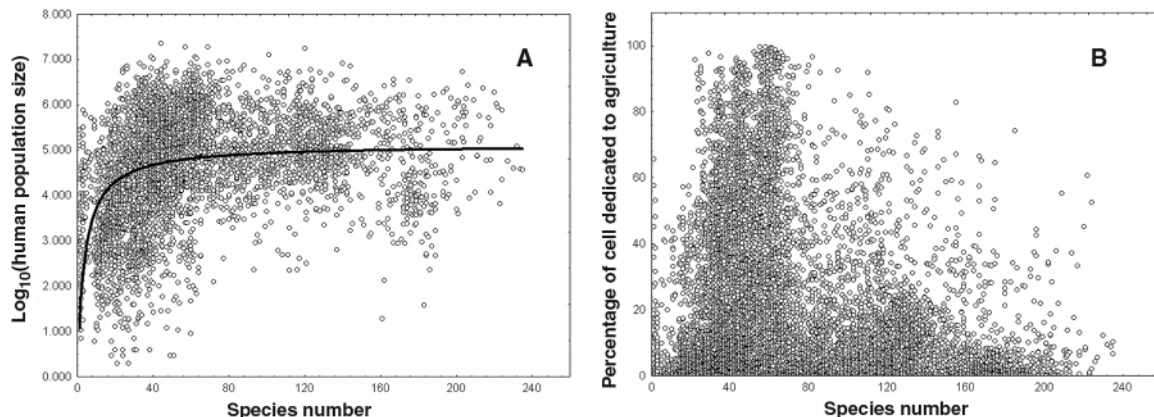 A
Log10(human population size)
8.000
7.000
6.000
5.000
4.000
3.000
2.000
1.000
0.000
0 40 80 120 160 200 240
Species number
B
Percentage of cell dedicated to agriculture
100
80
60
40
20
0
0 40 80 120 160 200 240
Species number